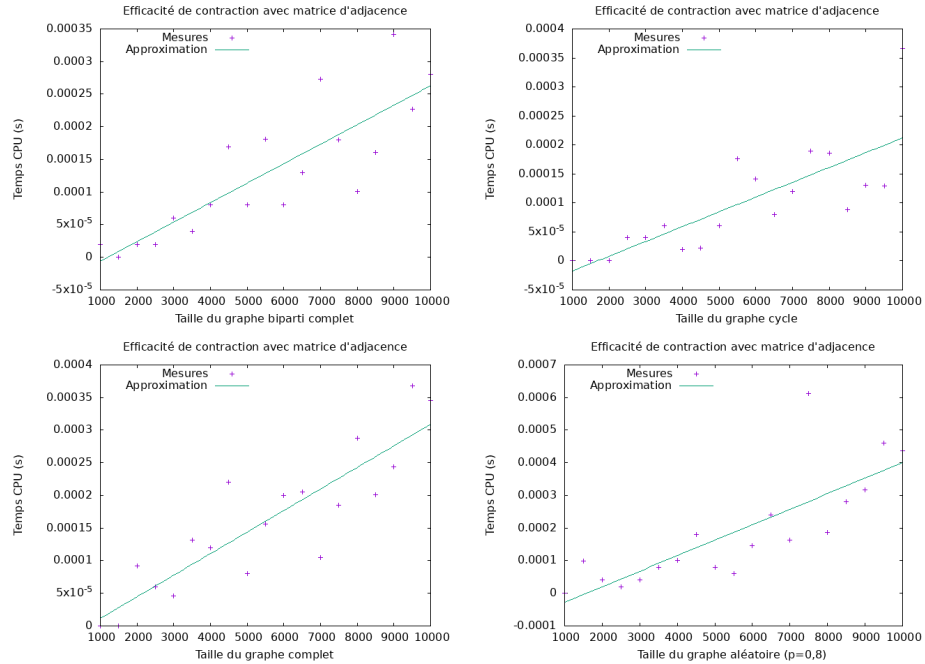 Efficacité de contraction avec matrice d'adjacence
0.00035
0.0003
0.00025
0.0002
0.00015
0.0001
5x10-5
0
-5x10-5
Temps CPU (s)
Mesures
Approximation
1000 2000 3000 4000 5000 6000 7000 8000 9000 10000
Taille du graphe biparti complet
Efficacité de contraction avec matrice d'adjacence
0.0004
0.00035
0.0003
0.00025
0.0002
0.00015
0.0001
5x10-5
0
-5x10-5
Temps CPU (s)
Mesures
Approximation
1000 2000 3000 4000 5000 6000 7000 8000 9000 10000
Taille du graphe cycle
Efficacité de contraction avec matrice d'adjacence
0.0004
0.00035
0.0003
0.00025
0.0002
0.00015
0.0001
5x10-5
0
Temps CPU (s)
Mesures
Approximation
1000 2000 3000 4000 5000 6000 7000 8000 9000 10000
Taille du graphe complet
Efficacité de contraction avec matrice d'adjacence
0.0007
0.0006
0.0005
0.0004
0.0003
0.0002
0.0001
0
-0.0001
Temps CPU (s)
Mesures
Approximation
1000 2000 3000 4000 5000 6000 7000 8000 9000 10000
Taille du graphe aléatoire (p=0,8)